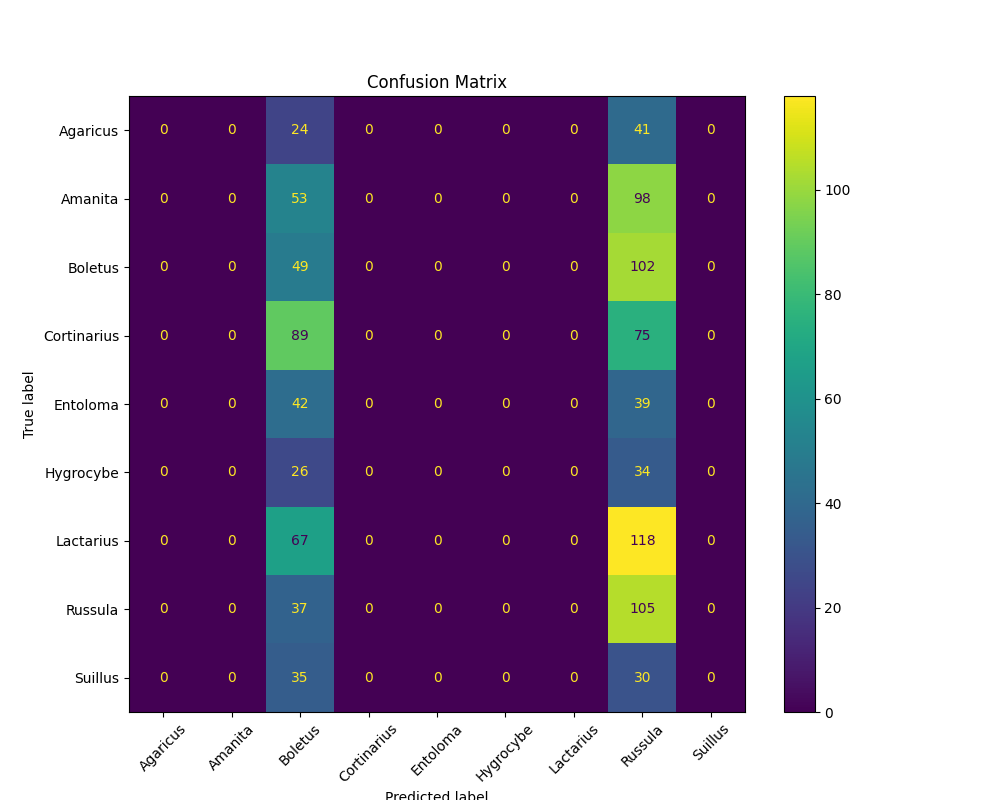 Confusion Matrix
Agaricus 0 0 24 0 0 0 0 41 0
Amanita 0 0 53 0 0 0 0 98 0
Boletus 0 0 49 0 0 0 0 102 0
Cortinarius 0 0 89 0 0 0 0 75 0
Entoloma 0 0 42 0 0 0 0 39 0
Hygrocybe 0 0 26 0 0 0 0 34 0
Lactarius 0 0 67 0 0 0 0 118 0
Russula 0 0 37 0 0 0 0 105 0
Suillus 0 0 35 0 0 0 0 30 0
True label
Agaricus Amanita Boletus Cortinarius Entoloma Hygrocybe Lactarius Russula Suillus
Predicted label
100
80
60
40
20
0